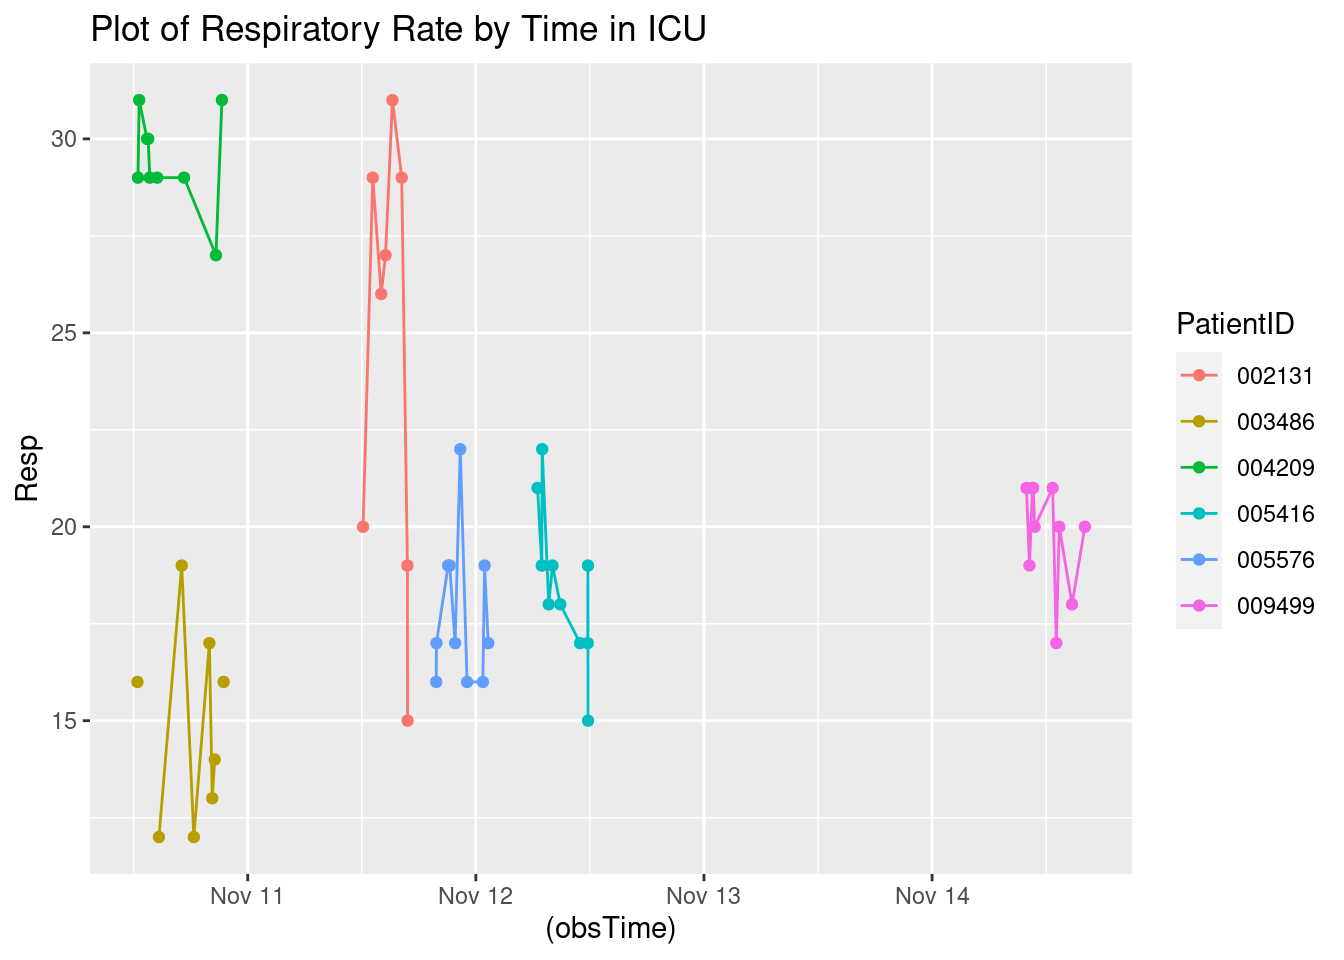 Plot of Respiratory Rate by Time in ICU
30
25
20
15
Resp
Nov 11
Nov 12
Nov 13
Nov 14
(obsTime)
PatientID
002131
003486
004209
005416
005576
009499